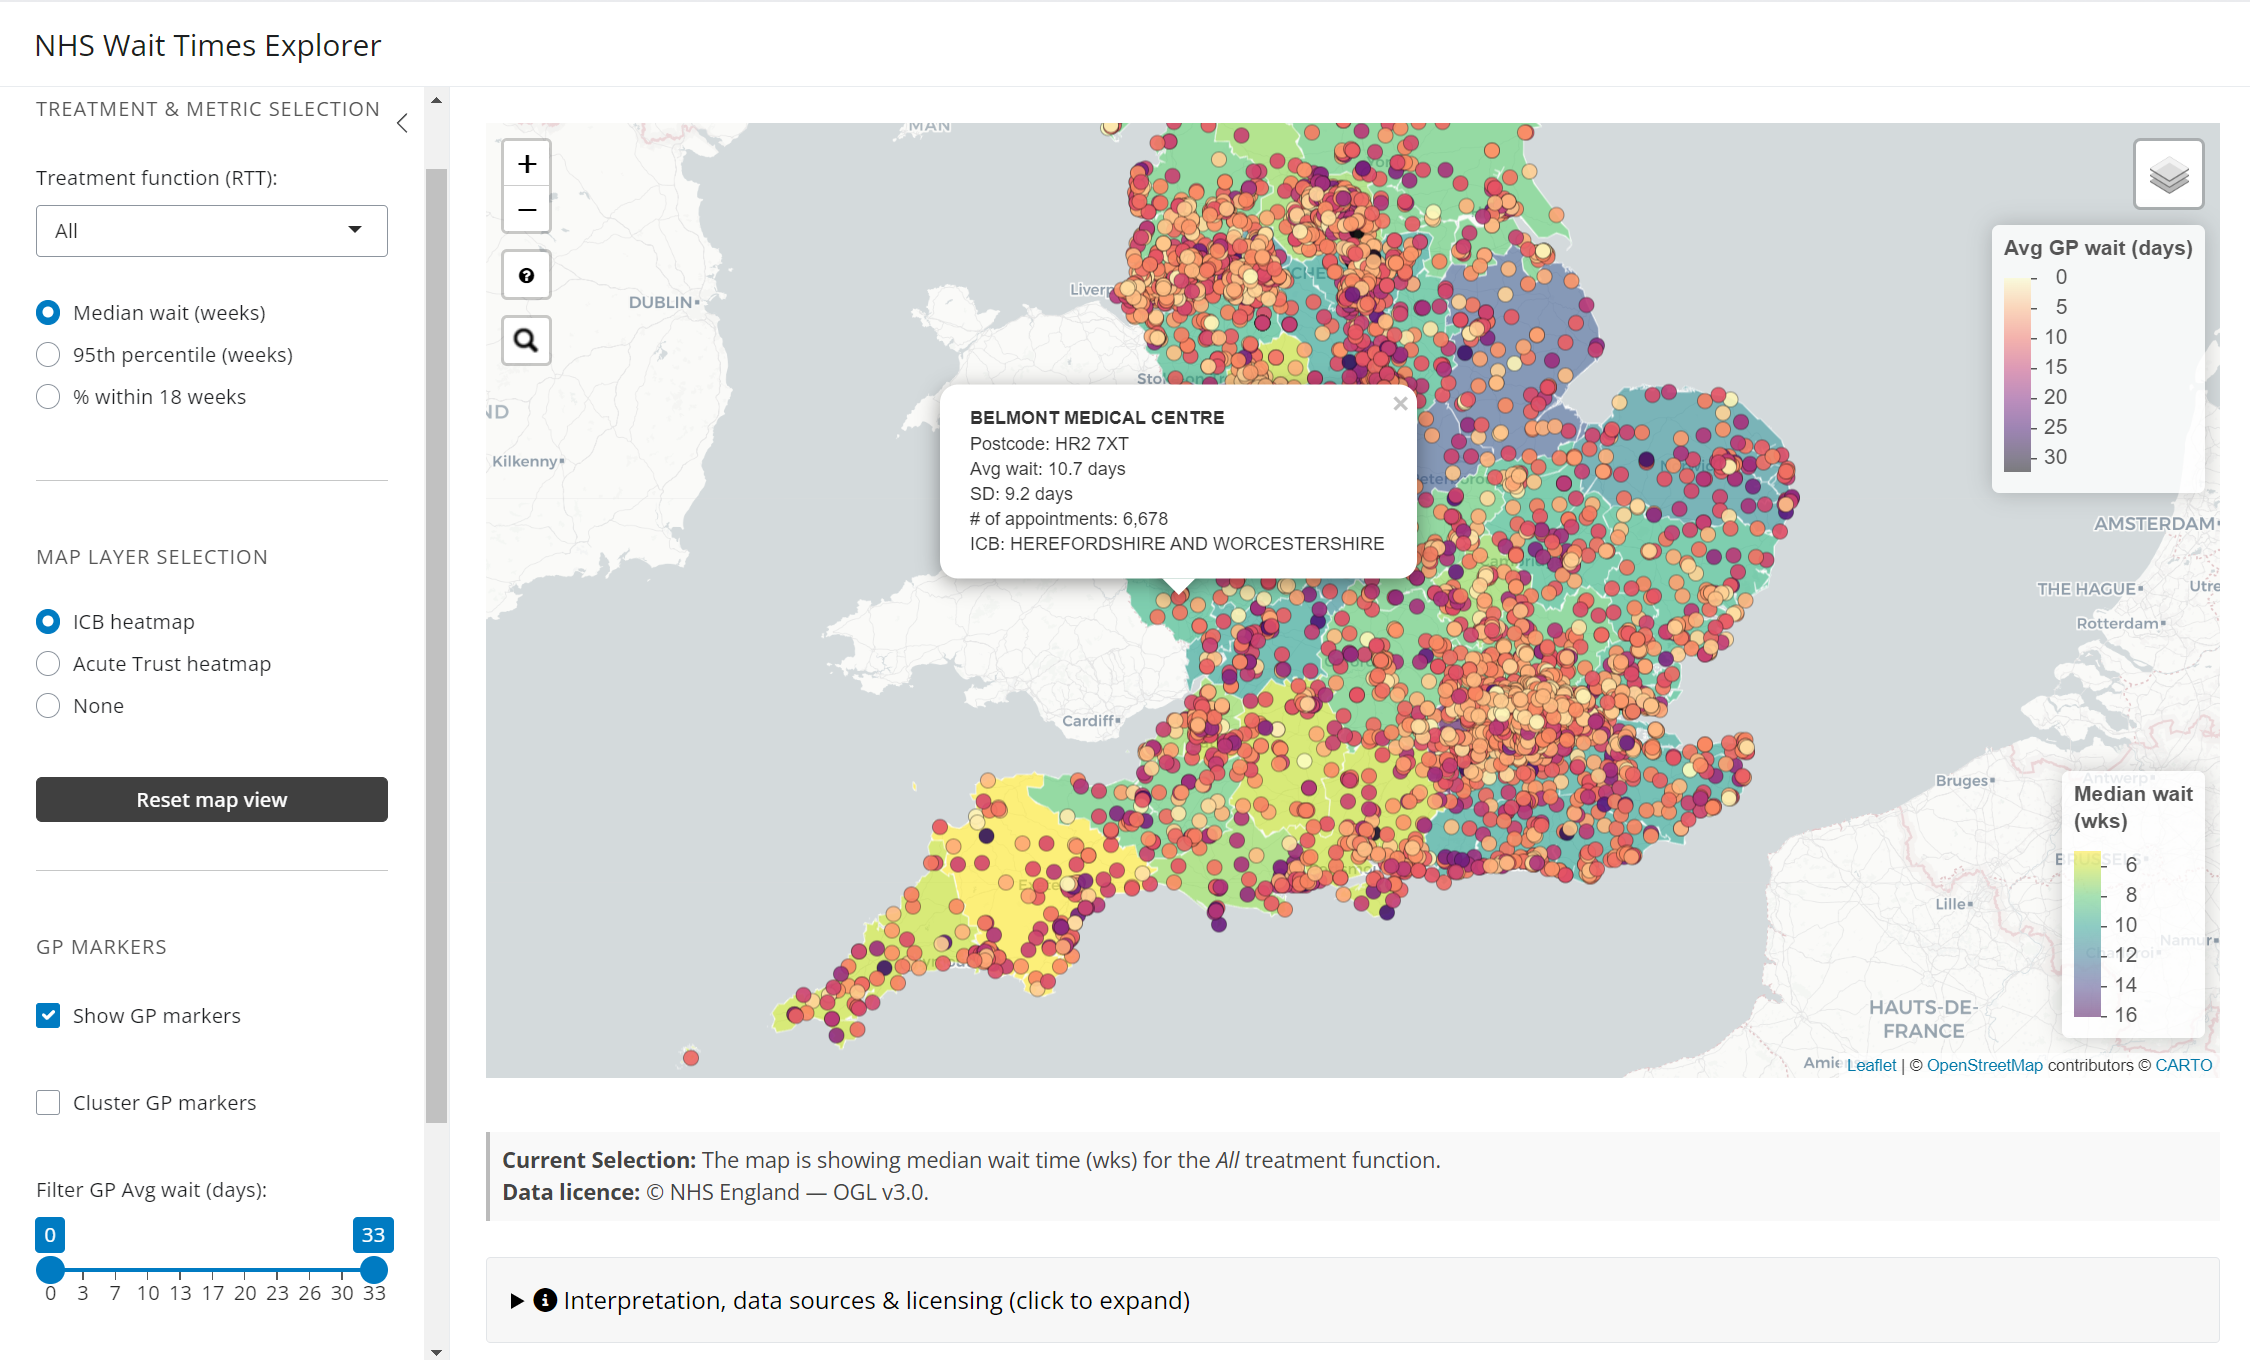 NHS Wait Times Explorer
TREATMENT & METRIC SELECTION
Treatment function (RTT):
All
Median wait (weeks)
95th percentile (weeks)
% within 18 weeks
MAP LAYER SELECTION
ICB heatmap
Acute Trust heatmap
None
Reset map view
GP MARKERS
Show GP markers
Cluster GP markers
Filter GP Avg wait (days):
0
33
0 3 7 10 13 17 20 23 26 30 33
+
−
?
MAN
DUBLIN
Kilkenny
Cardiff
BELMONT MEDICAL CENTRE
Postcode: HR2 7XT
Avg wait: 10.7 days
SD: 9.2 days
# of appointments: 6,678
ICB: HEREFORDSHIRE AND WORCESTERSHIRE
×
Avg GP wait (days)
0
5
10
15
20
25
30
AMSTERDAM
THE HAGUE
Rotterdam
Bruges
Antwerp
BRUSSELS
Lille
Namur
HAUTS-DE-
FRANCE
Median wait
(wks)
6
8
10
12
14
16
Leaflet | © OpenStreetMap contributors © CARTO
Current Selection: The map is showing median wait time (wks) for the All treatment function.
Data licence: © NHS England — OGL v3.0.
Interpretation, data sources & licensing (click to expand)